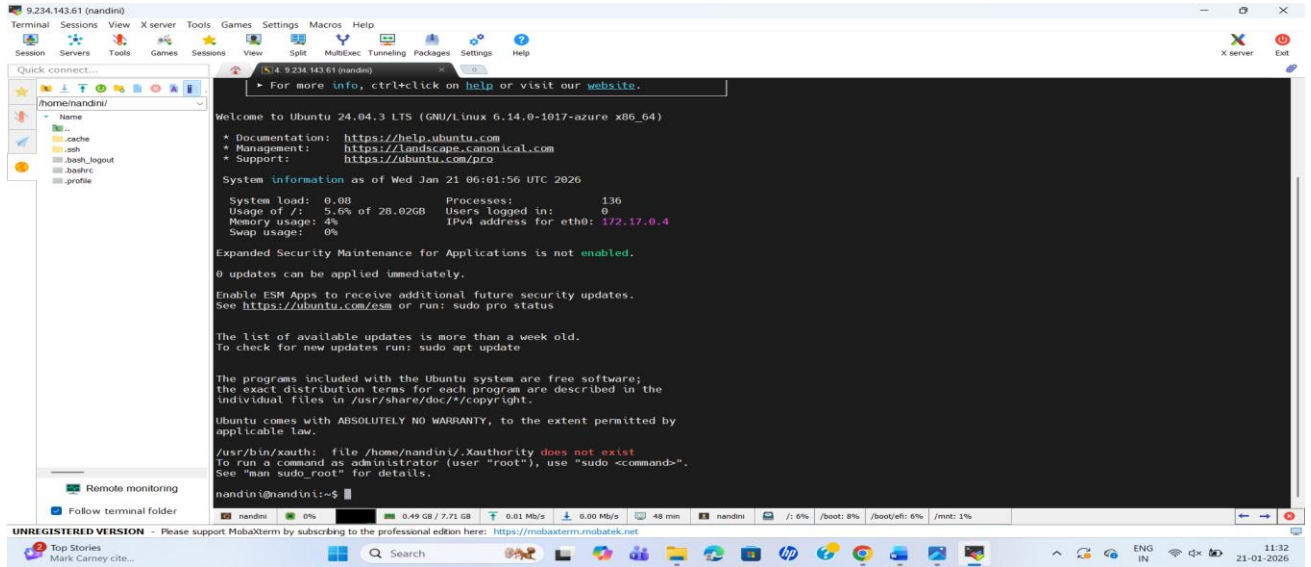 9.234.143.61 (nandini)
Terminal Sessions View X server Tools Games Settings Macros Help
Session Servers Tools Games Sessions View Split MultiExec Tunneling Packages Settings Help X server Exit
Quick connect...
4. 9.234.143.61 (nandini)
/home/nandini/
Name
..
.cache
.ssh
.bash_logout
.bashrc
.profile
Remote monitoring
Follow terminal folder
► For more info, ctrl+click on help or visit our website.
Welcome to Ubuntu 24.04.3 LTS (GNU/Linux 6.14.0-1017-azure x86_64)
* Documentation: https://help.ubuntu.com
* Management: https://landscape.canonical.com
* Support: https://ubuntu.com/pro
System information as of Wed Jan 21 06:01:56 UTC 2026
System load: 0.08 Processes: 136
Usage of /: 5.6% of 28.02GB Users logged in: 0
Memory usage: 4% IPv4 address for eth0: 172.17.0.4
Swap usage: 0%
Expanded Security Maintenance for Applications is not enabled.
0 updates can be applied immediately.
Enable ESM Apps to receive additional future security updates.
See https://ubuntu.com/esm or run: sudo pro status
The list of available updates is more than a week old.
To check for new updates run: sudo apt update
The programs included with the Ubuntu system are free software;
the exact distribution terms for each program are described in the
individual files in /usr/share/doc/*/copyright.
Ubuntu comes with ABSOLUTELY NO WARRANTY, to the extent permitted by
applicable law.
/usr/bin/xauth: file /home/nandini/.Xauthority does not exist
To run a command as administrator (user "root"), use "sudo <command>".
See "man sudo_root" for details.
nandini@nandini:~$
nandini 0% 0.49 GB / 7.71 GB 0.01 Mb/s 0.00 Mb/s 48 min nandini /: 6% /boot: 8% /boot/efi: 6% /mnt: 1%
UNREGISTERED VERSION - Please support MobaXterm by subscribing to the professional edition here: https://mobaxterm.mobatek.net
2
Top Stories
Mark Carney cite...
Search
ENG
IN
11:32
21-01-2026